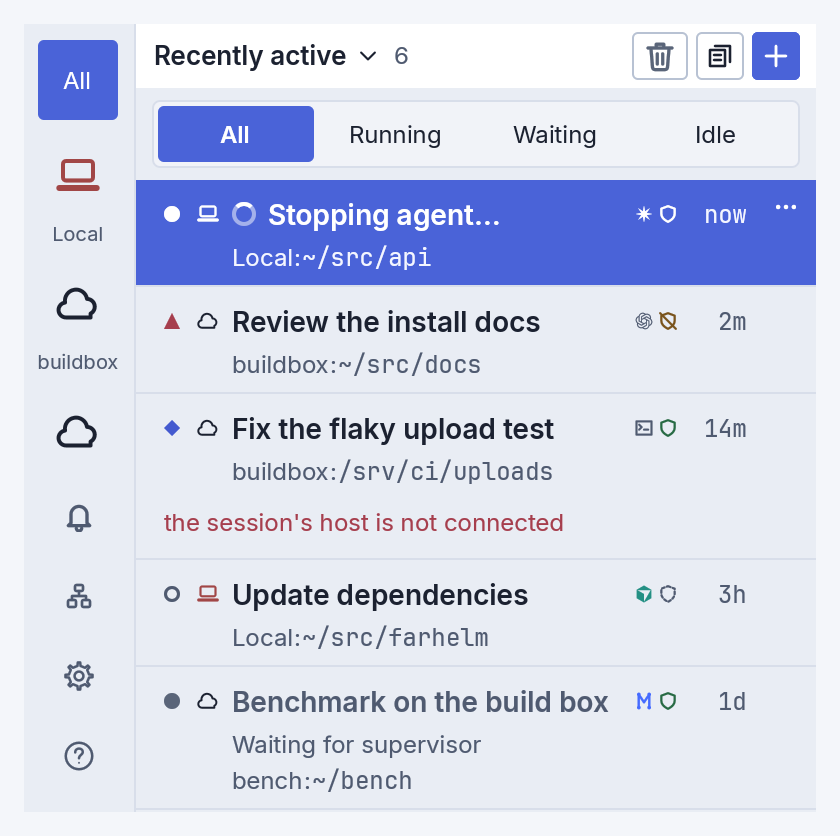 All
Local
buildbox
Recently active 6
All Running Waiting Idle
Stopping agent... now
Local:~/src/api
Review the install docs 2m
buildbox:~/src/docs
Fix the flaky upload test 14m
buildbox:/srv/ci/uploads
the session's host is not connected
Update dependencies 3h
Local:~/src/farhelm
Benchmark on the build box 1d
Waiting for supervisor
bench:~/bench